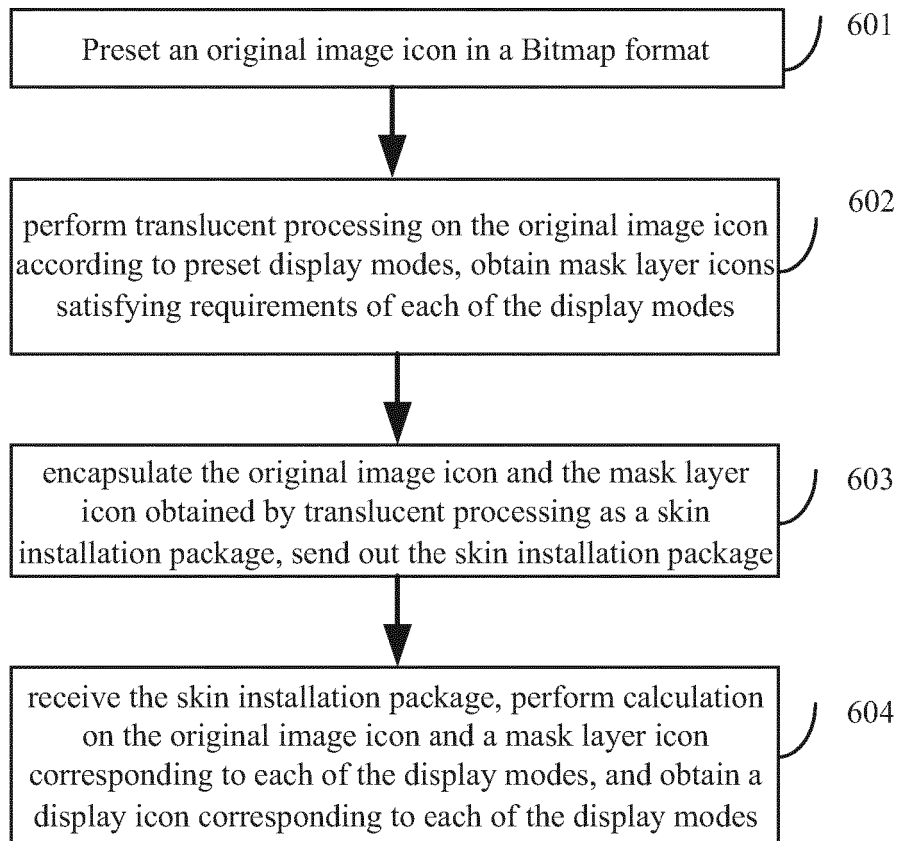 601
Preset an original image icon in a Bitmap format
602
perform translucent processing on the original image icon
according to preset display modes, obtain mask layer icons
satisfying requirements of each of the display modes
603
encapsulate the original image icon and the mask layer
icon obtained by translucent processing as a skin
installation package, send out the skin installation package
604
receive the skin installation package, perform calculation
on the original image icon and a mask layer icon
corresponding to each of the display modes, and obtain a
display icon corresponding to each of the display modes